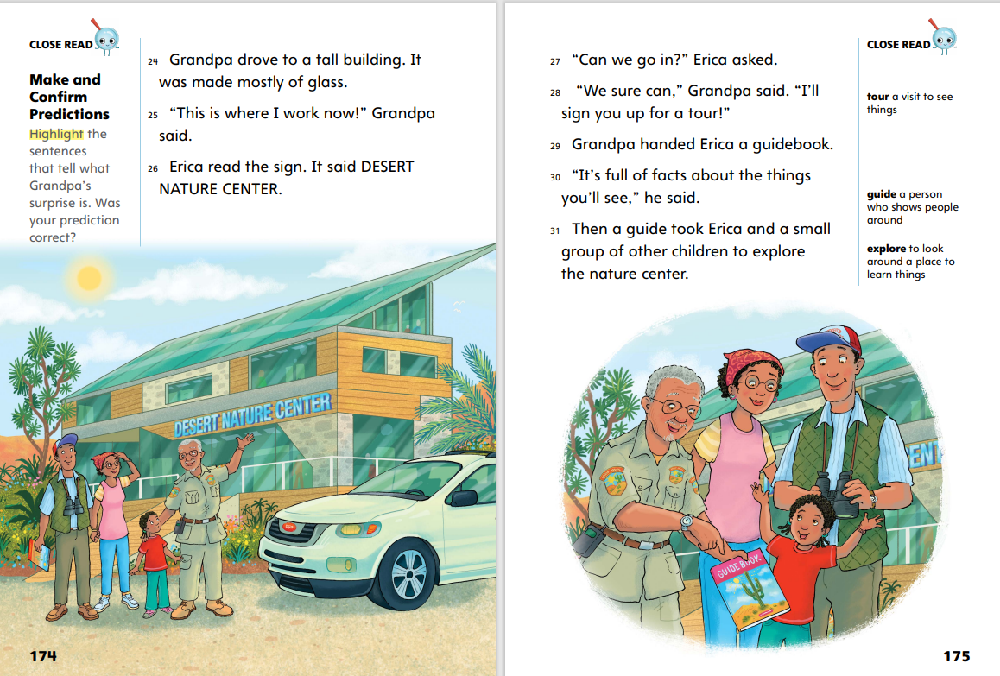 CLOSE READ
Make and
Confirm
Predictions
Highlight the
sentences
that tell what
Grandpa's
surprise is. Was
your prediction
correct?
24 Grandpa drove to a tall building. It
was made mostly of glass.
25 “This is where I work now!” Grandpa
said.
26 Erica read the sign. It said DESERT
NATURE CENTER.
DESERT NATURE CENTER
174
27 “Can we go in?” Erica asked.
28 “We sure can,” Grandpa said. “I’ll
sign you up for a tour!”
29 Grandpa handed Erica a guidebook.
30 “It’s full of facts about the things
you’ll see,” he said.
31 Then a guide took Erica and a small
group of other children to explore
the nature center.
CLOSE READ
tour a visit to see
things
guide a person
who shows people
around
explore to look
around a place to
learn things
ENT
GUIDE BOOK
175